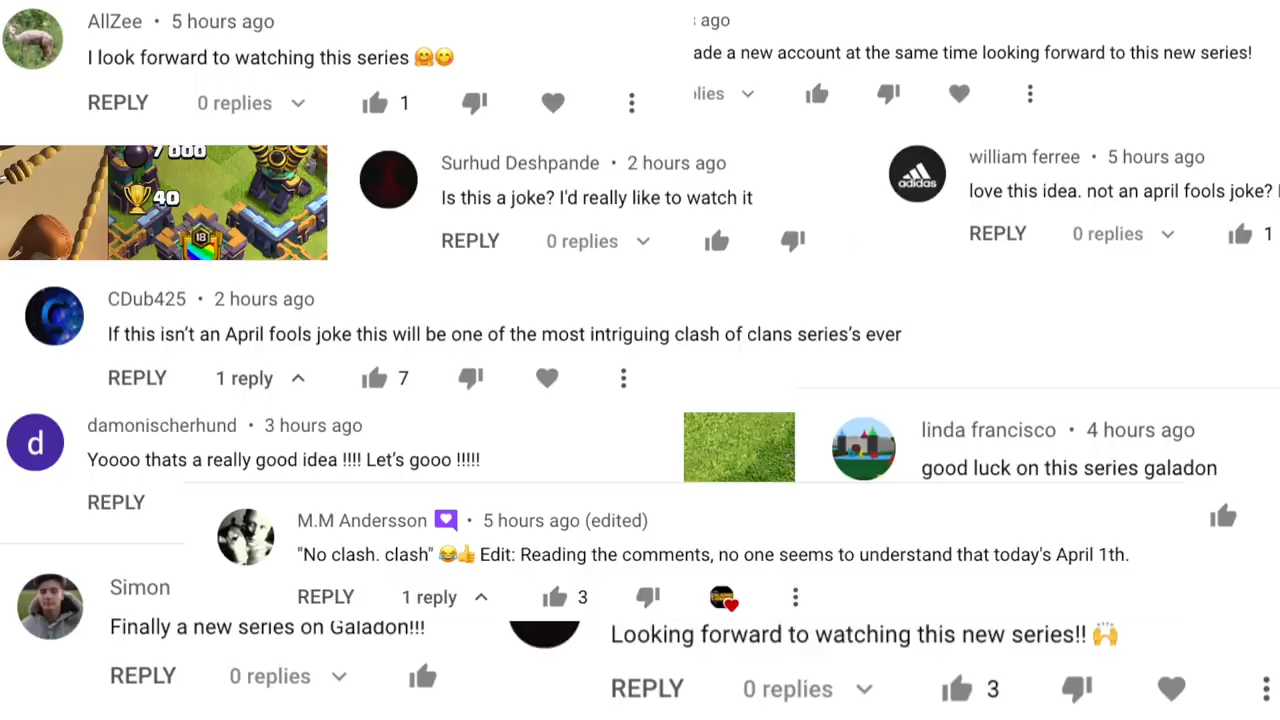 AllZee • 5 hours ago
I look forward to watching this series 🤗😋
REPLY 0 replies 1
ago
ade a new account at the same time looking forward to this new series!
lies
7 000
40
18
Surhud Deshpande • 2 hours ago
Is this a joke? I'd really like to watch it
REPLY 0 replies
adidas
william ferree • 5 hours ago
love this idea. not an april fools joke?
REPLY 0 replies 1
CDub425 • 2 hours ago
If this isn’t an April fools joke this will be one of the most intriguing clash of clans series’s ever
REPLY 1 reply 7
d
damonischerhund • 3 hours ago
Yoooo thats a really good idea !!!! Let’s gooo !!!!!
REPLY
linda francisco • 4 hours ago
good luck on this series galadon
M.M Andersson • 5 hours ago (edited)
"No clash. clash" 😂👍 Edit: Reading the comments, no one seems to understand that today's April 1th.
REPLY 1 reply 3
Simon
Finally a new series on Galadon!!!
REPLY 0 replies
Looking forward to watching this new series!! 🙌
REPLY 0 replies 3